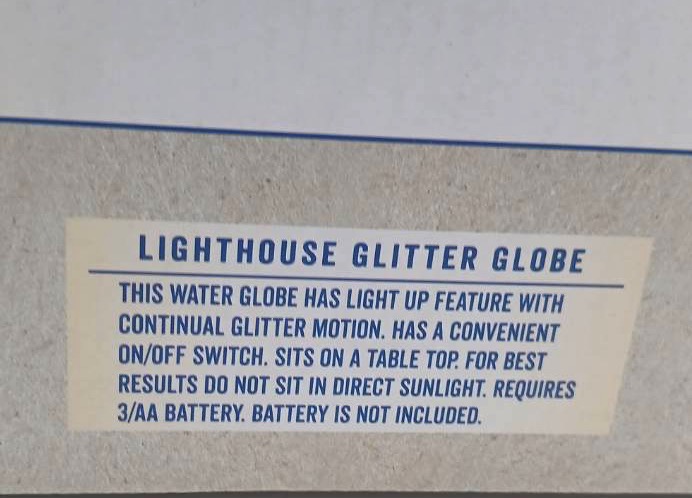 LIGHTHOUSE GLITTER GLOBE
THIS WATER GLOBE HAS LIGHT UP FEATURE WITH
CONTINUAL GLITTER MOTION. HAS A CONVENIENT
ON/OFF SWITCH. SITS ON A TABLE TOP. FOR BEST
RESULTS DO NOT SIT IN DIRECT SUNLIGHT. REQUIRES
3/AA BATTERY. BATTERY IS NOT INCLUDED.